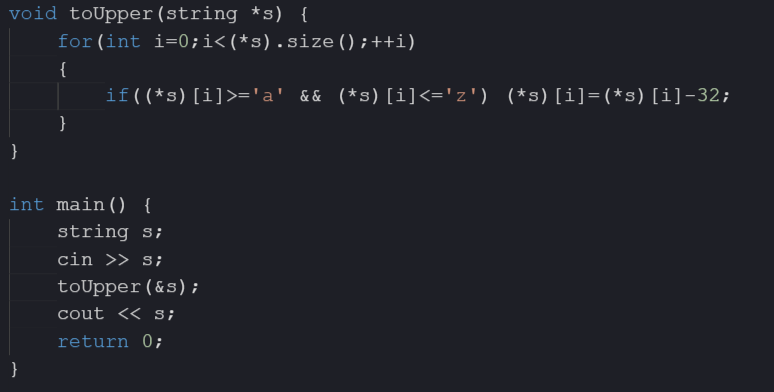 void toUpper(string *s) {
    for(int i=0;i<(*s).size();++i)
    {
        if((*s)[i]>='a' && (*s)[i]<='z') (*s)[i]=(*s)[i]-32;
    }
}

int main() {
    string s;
    cin >> s;
    toUpper(&s);
    cout << s;
    return 0;
}